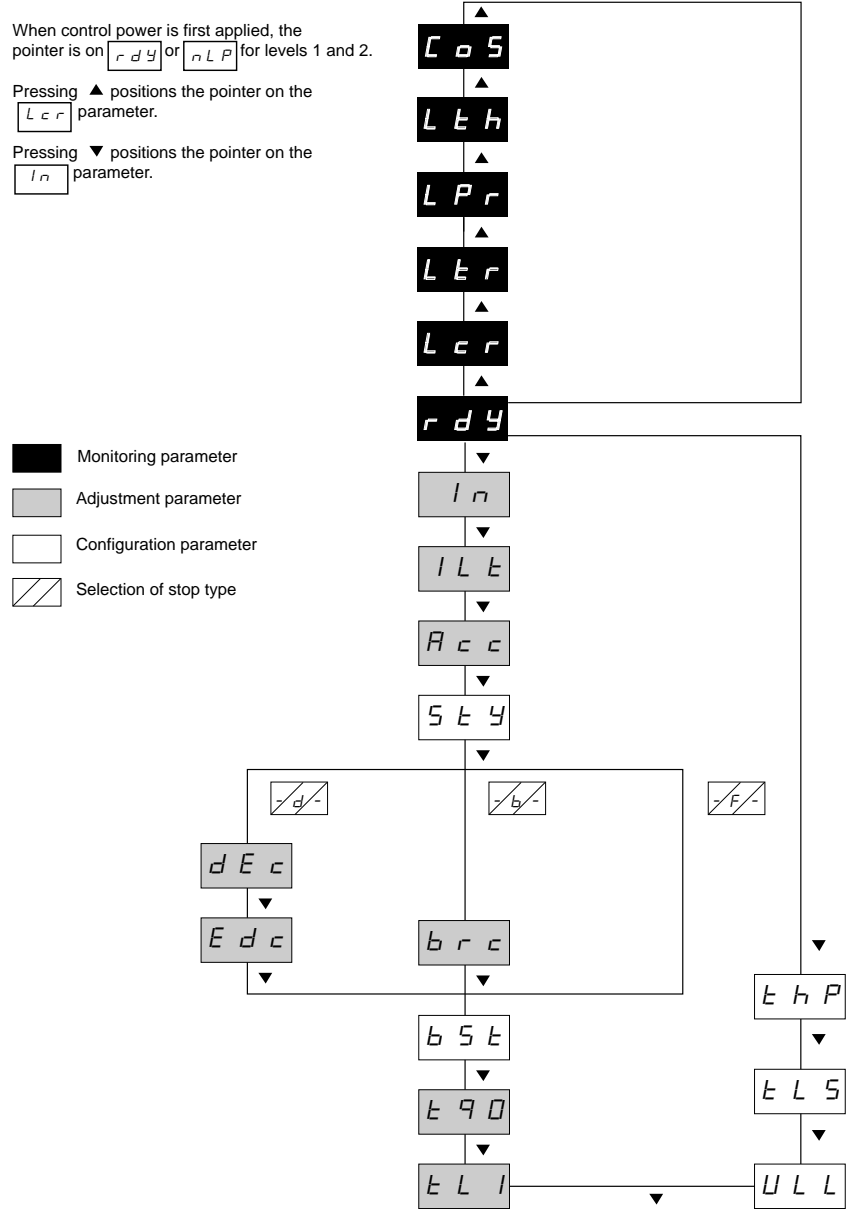 When control power is first applied, the
pointer is on rdY or nLP for levels 1 and 2.
Pressing ▲ positions the pointer on the
Lcr parameter.
Pressing ▼ positions the pointer on the
In parameter.
CoS
Lth
LPr
Ltr
Lcr
rdY
Monitoring parameter
Adjustment parameter
Configuration parameter
Selection of stop type
In
ILt
Acc
StY
-d-
-b-
-F-
dEc
Edc
brc
bSt
tq0
tLI
thP
tLS
ULL